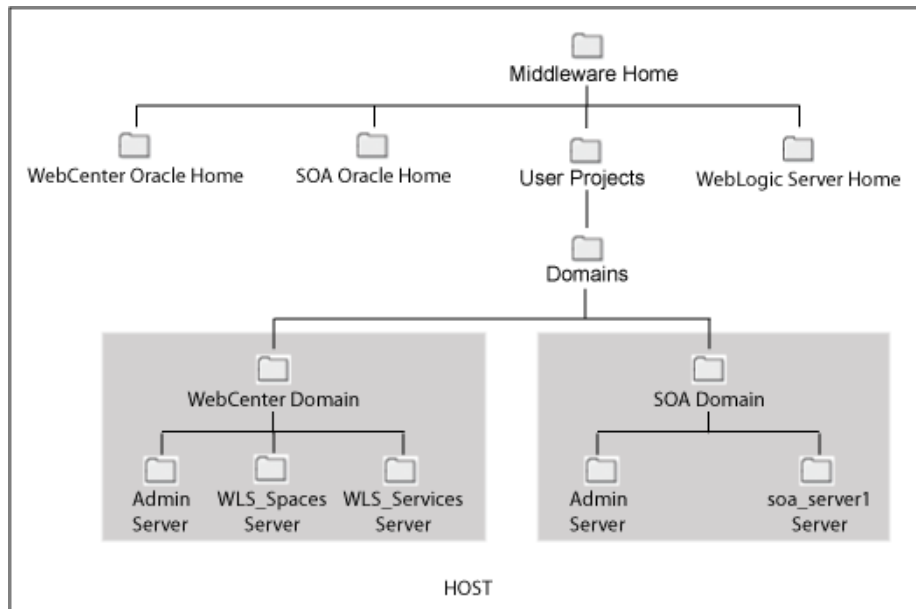 Middleware Home
WebCenter Oracle Home
SOA Oracle Home
User Projects
WebLogic Server Home
Domains
WebCenter Domain
SOA Domain
Admin
Server
WLS_Spaces
Server
WLS_Services
Server
Admin
Server
soa_server1
Server
HOST